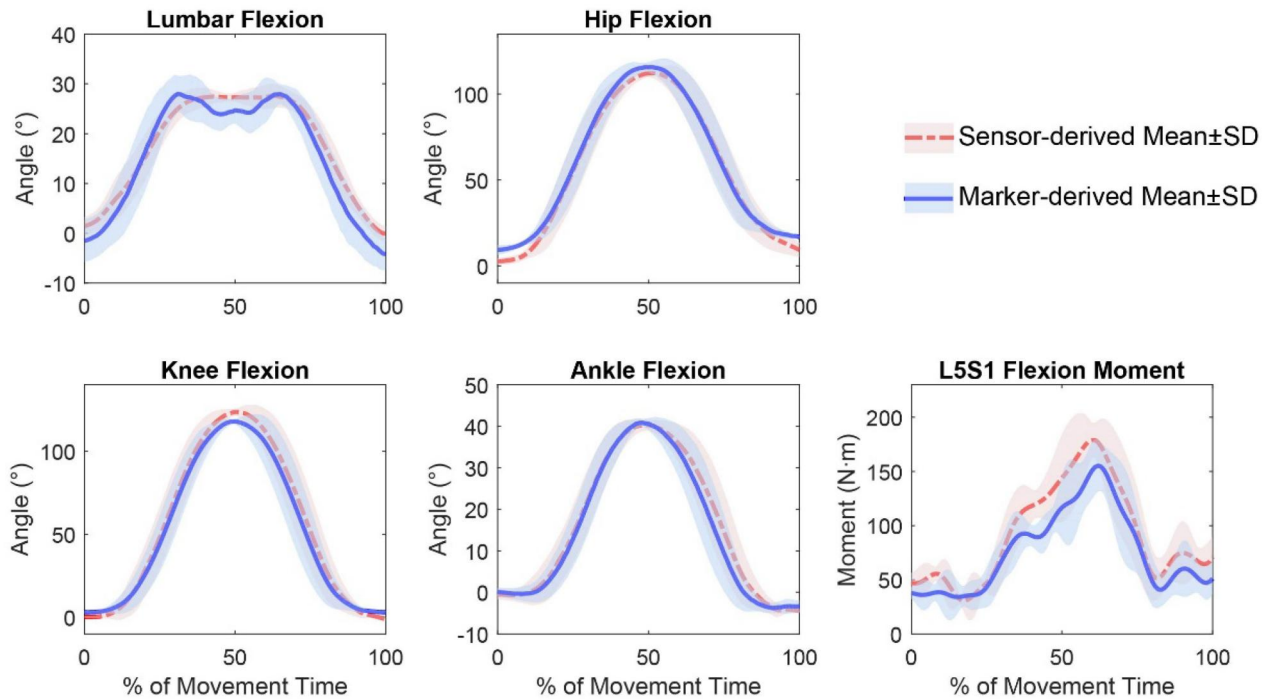 Lumbar Flexion
Angle (°)
40
30
20
10
0
-10
0
50
100
Hip Flexion
Angle (°)
100
50
0
0
50
100
Sensor-derived Mean±SD
Marker-derived Mean±SD
Knee Flexion
Angle (°)
100
50
0
0
50
100
% of Movement Time
Ankle Flexion
Angle (°)
50
40
30
20
10
0
-10
0
50
100
% of Movement Time
L5S1 Flexion Moment
Moment (N·m)
200
150
100
50
0
0
50
100
% of Movement Time